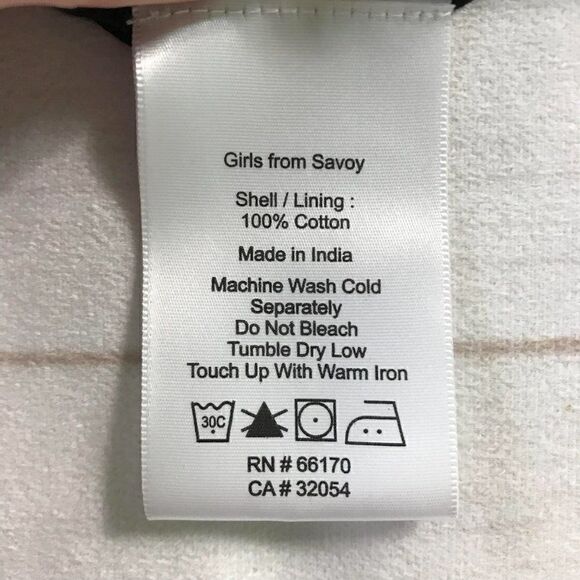 Girls from Savoy
Shell / Lining :
100% Cotton
Made in India
Machine Wash Cold
Separately
Do Not Bleach
Tumble Dry Low
Touch Up With Warm Iron
30C
RN # 66170
CA # 32054